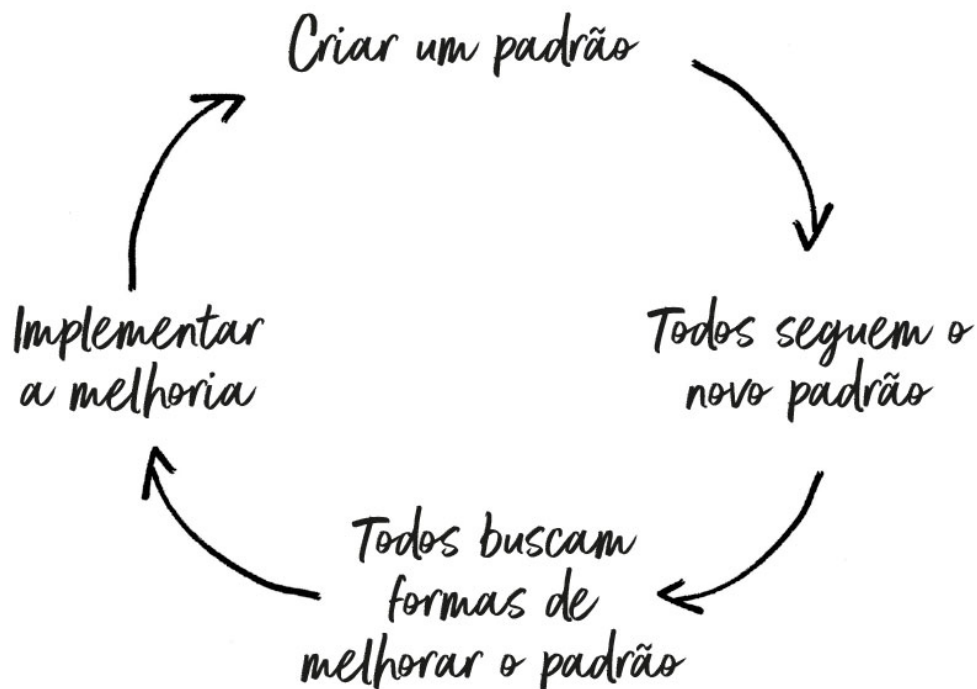 Criar um padrão
Todos seguem o
novo padrão
Todos buscam
formas de
melhorar o padrão
Implementar
a melhoria